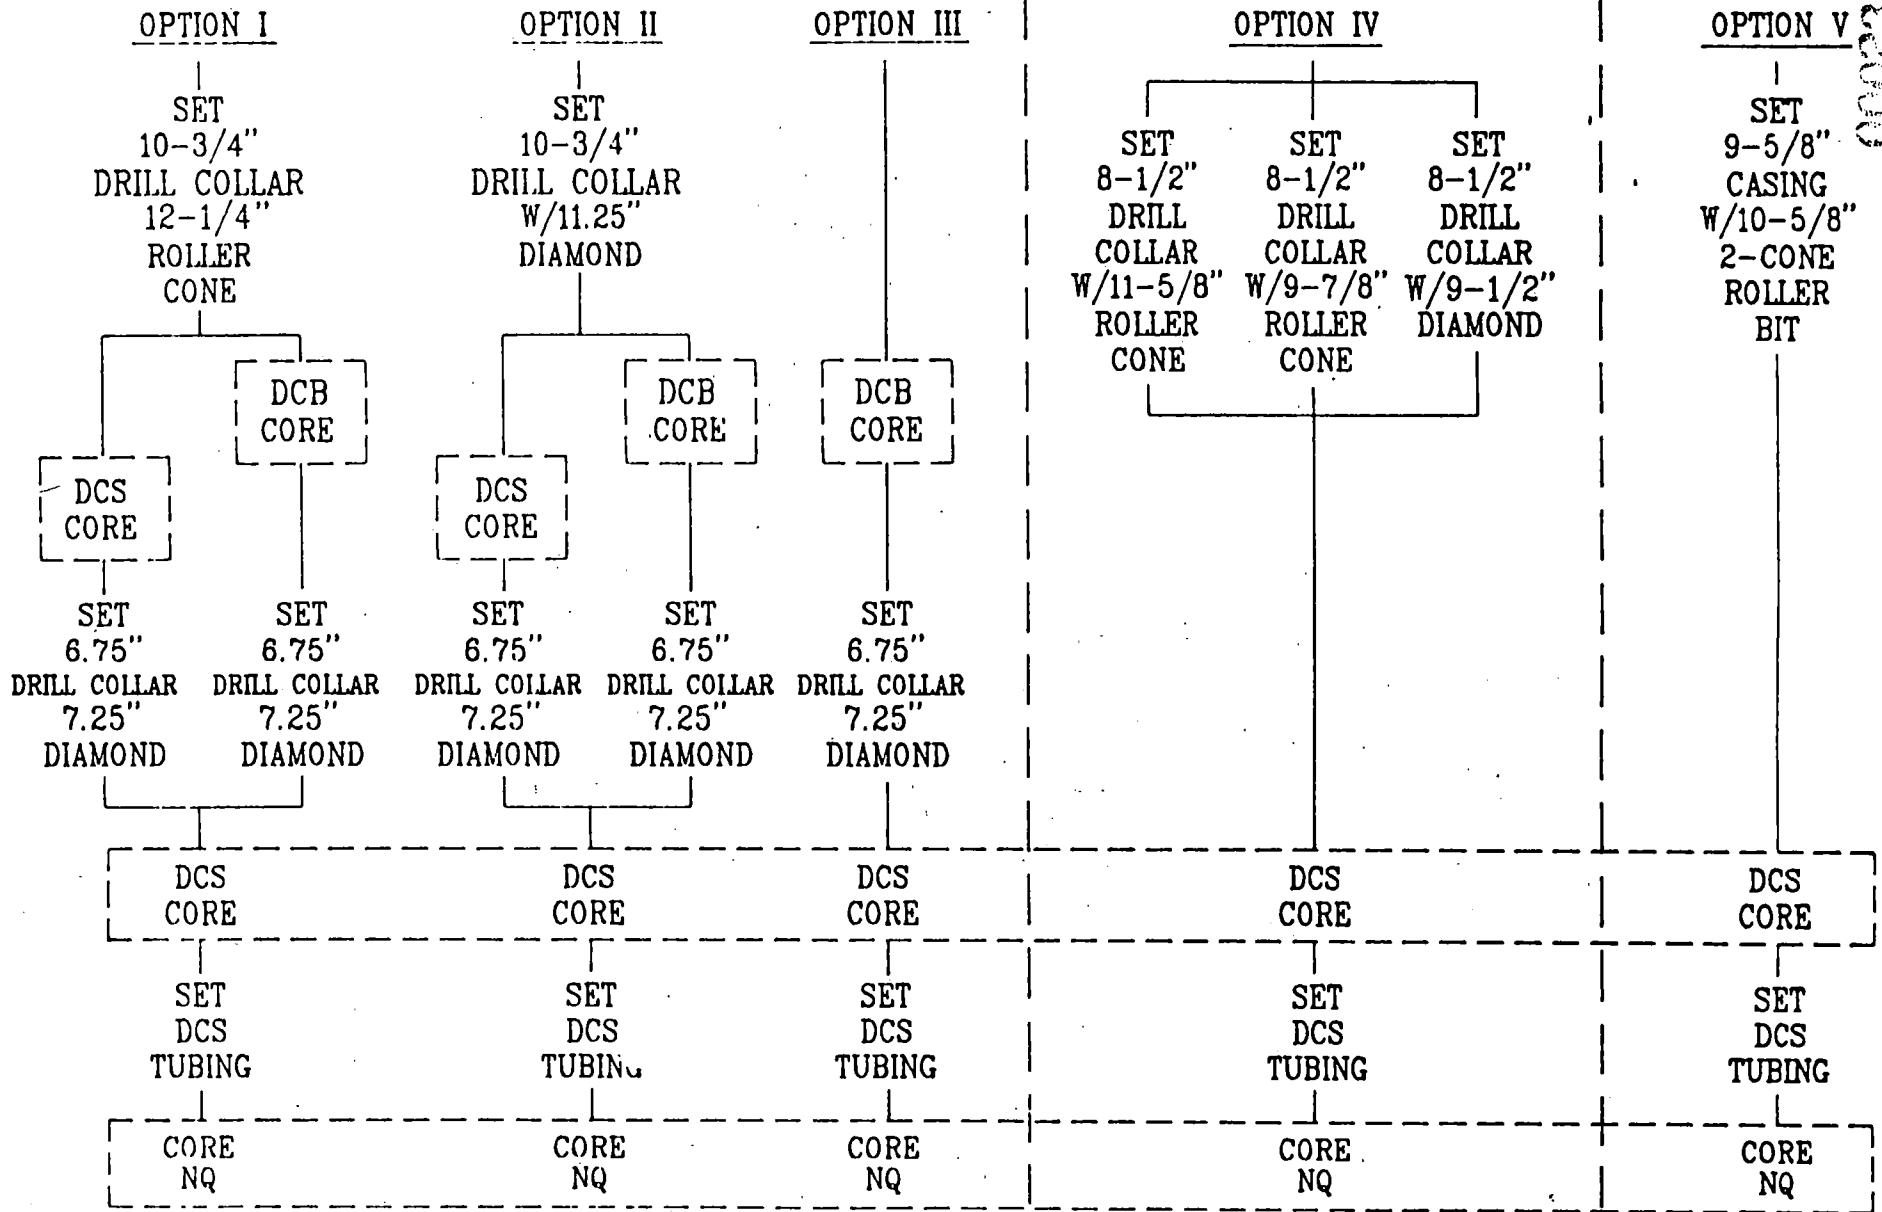 OPTION I
SET
10-3/4"
DRILL COLLAR
12-1/4"
ROLLER
CONE
DCB
CORE
DCS
CORE
SET
6.75"
DRILL COLLAR
7.25"
DIAMOND
SET
6.75"
DRILL COLLAR
7.25"
DIAMOND
DCS
CORE
SET
DCS
TUBING
CORE
NQ
OPTION II
SET
10-3/4"
DRILL COLLAR
W/11.25"
DIAMOND
DCB
CORE
DCS
CORE
SET
6.75"
DRILL COLLAR
7.25"
DIAMOND
SET
6.75"
DRILL COLLAR
7.25"
DIAMOND
DCS
CORE
SET
DCS
TUBING
CORE
NQ
OPTION III
DCB
CORE
SET
6.75"
DRILL COLLAR
7.25"
DIAMOND
DCS
CORE
SET
DCS
TUBING
CORE
NQ
OPTION IV
SET
8-1/2"
DRILL
COLLAR
W/11-5/8"
ROLLER
CONE
SET
8-1/2"
DRILL
COLLAR
W/9-7/8"
ROLLER
CONE
SET
8-1/2"
DRILL
COLLAR
W/9-1/2"
DIAMOND
DCS
CORE
SET
DCS
TUBING
CORE
NQ
OPTION V
SET
9-5/8"
CASING
W/10-5/8"
2-CONE
ROLLER
BIT
DCS
CORE
SET
DCS
TUBING
CORE
NQ